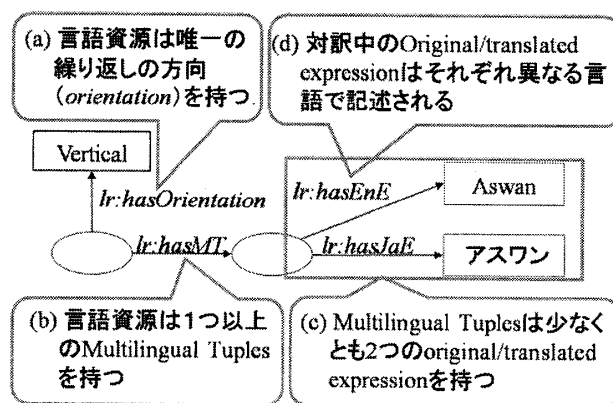 (a) 言語資源は唯一の
繰り返しの方向
(orientation)を持つ
(d) 対訳中のOriginal/translated
expressionはそれぞれ異なる言
語で記述される
Vertical
lr:hasOrientation
lr:hasEnE
Aswan
lr:hasMT
lr:hasJaE
アスワン
(b) 言語資源は1つ以上
のMultilingual Tuples
を持つ
(c) Multilingual Tuplesは少なく
とも2つのoriginal/translated
expressionを持つ